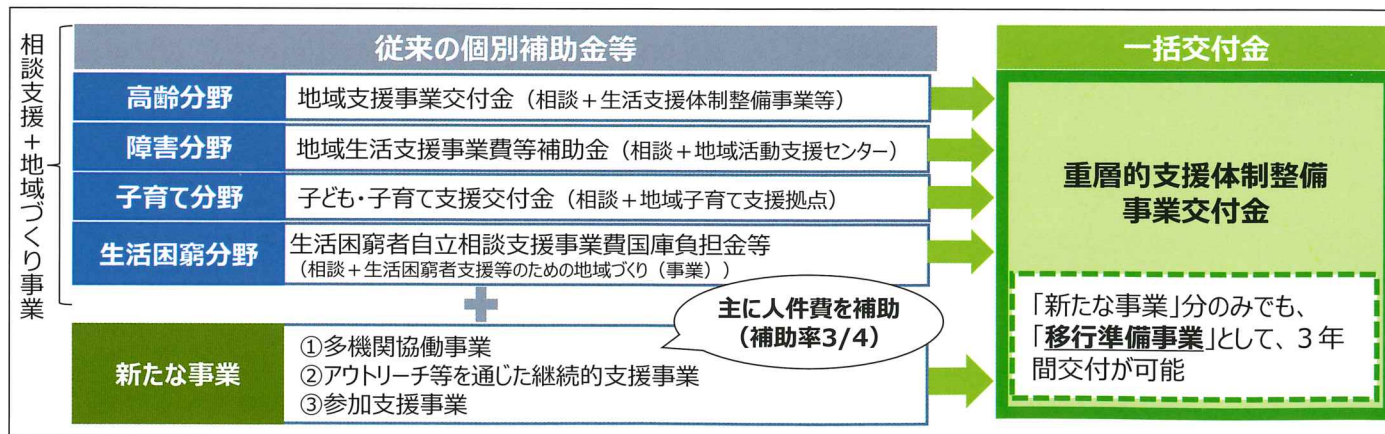 相談支援+地域づくり事業
従来の個別補助金等
高齢分野
地域支援事業交付金（相談+生活支援体制整備事業等）
障害分野
地域生活支援事業費等補助金（相談+地域活動支援センター）
子育て分野
子ども・子育て支援交付金（相談+地域子育て支援拠点）
生活困窮分野
生活困窮者自立相談支援事業費国庫負担金等
（相談+生活困窮者支援等のための地域づくり（事業））
+
主に人件費を補助
（補助率3/4）
新たな事業
①多機関協働事業
②アウトリーチ等を通じた継続的支援事業
③参加支援事業
一括交付金
重層的支援体制整備
事業交付金
「新たな事業」分のみでも、
「移行準備事業」として、３年
間交付が可能